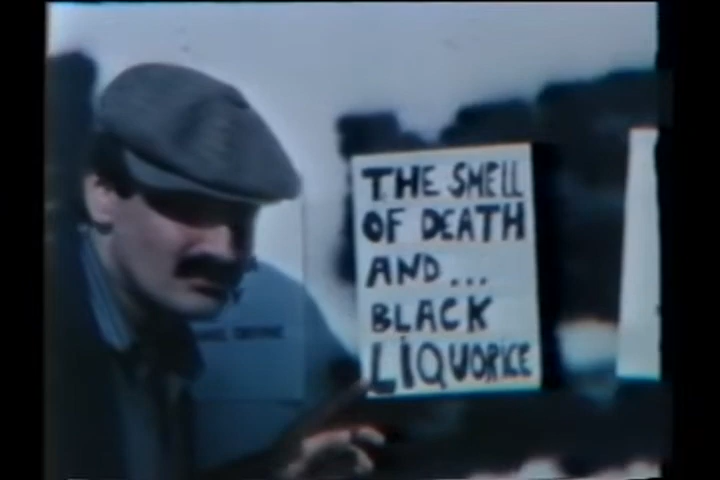 THE SMELL
OF DEATH
AND...
BLACK
LiQUORICE